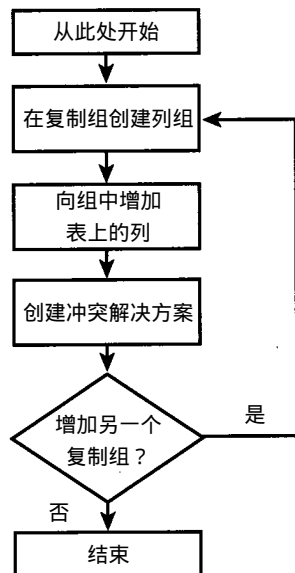 从此处开始
在复制组创建列组
向组中增加
表上的列
创建冲突解决方案
增加另一个
复制组？
是
否
结束